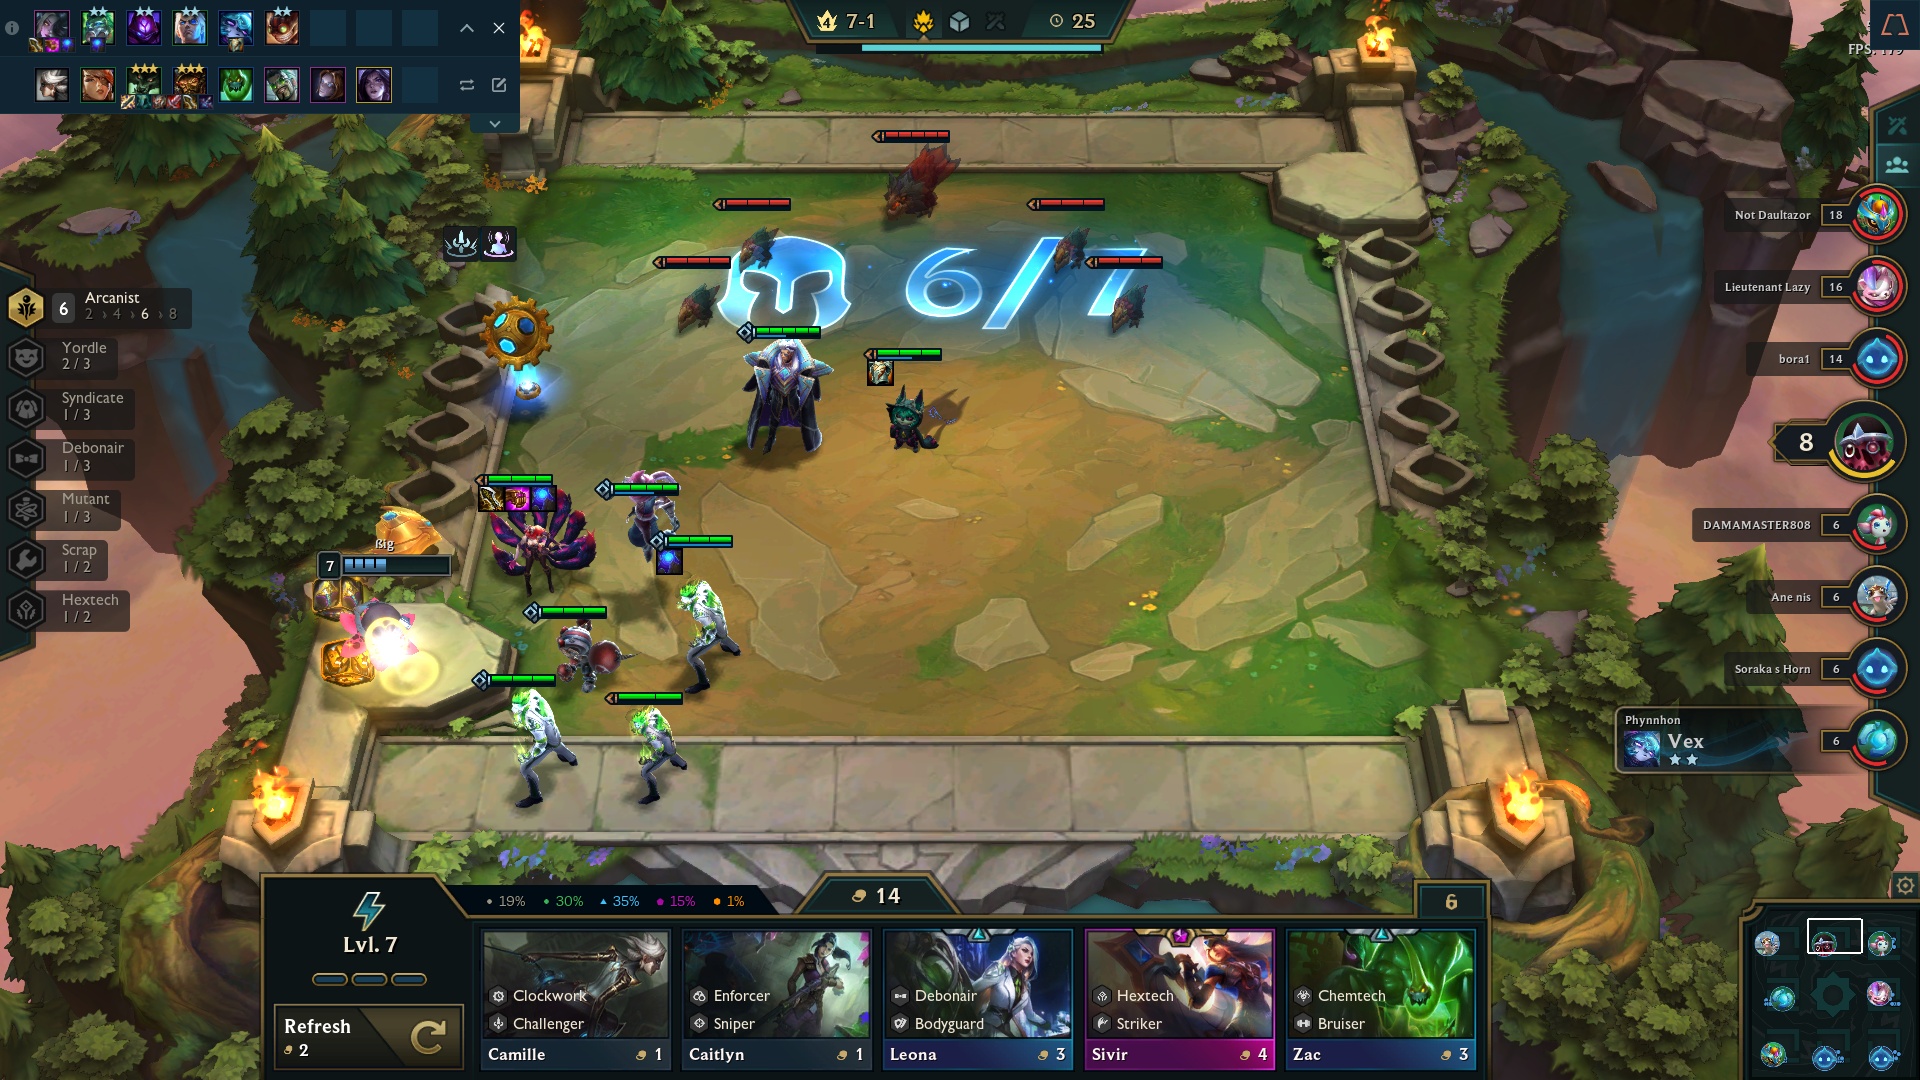 7-1
25
FPS: 179
4
6/7
6
Arcanist
2 › 4 › 6 › 8
Yordle
2 / 3
Syndicate
1 / 3
Debonair
1 / 3
Mutant
1 / 3
Scrap
1 / 2
Hextech
1 / 2
Big
7
Not Daultazor
18
Lieutenant Lazy
16
bora1
14
8
DAMAMASTER808
6
Ane nis
6
Soraka s Horn
6
Phynnhon
Vex
6
Lvl. 7
19%
30%
35%
15%
1%
14
6
Refresh
2
Clockwork
Challenger
Camille
1
Enforcer
Sniper
Caitlyn
1
Debonair
Bodyguard
Leona
3
Hextech
Striker
Sivir
4
Chemtech
Bruiser
Zac
3